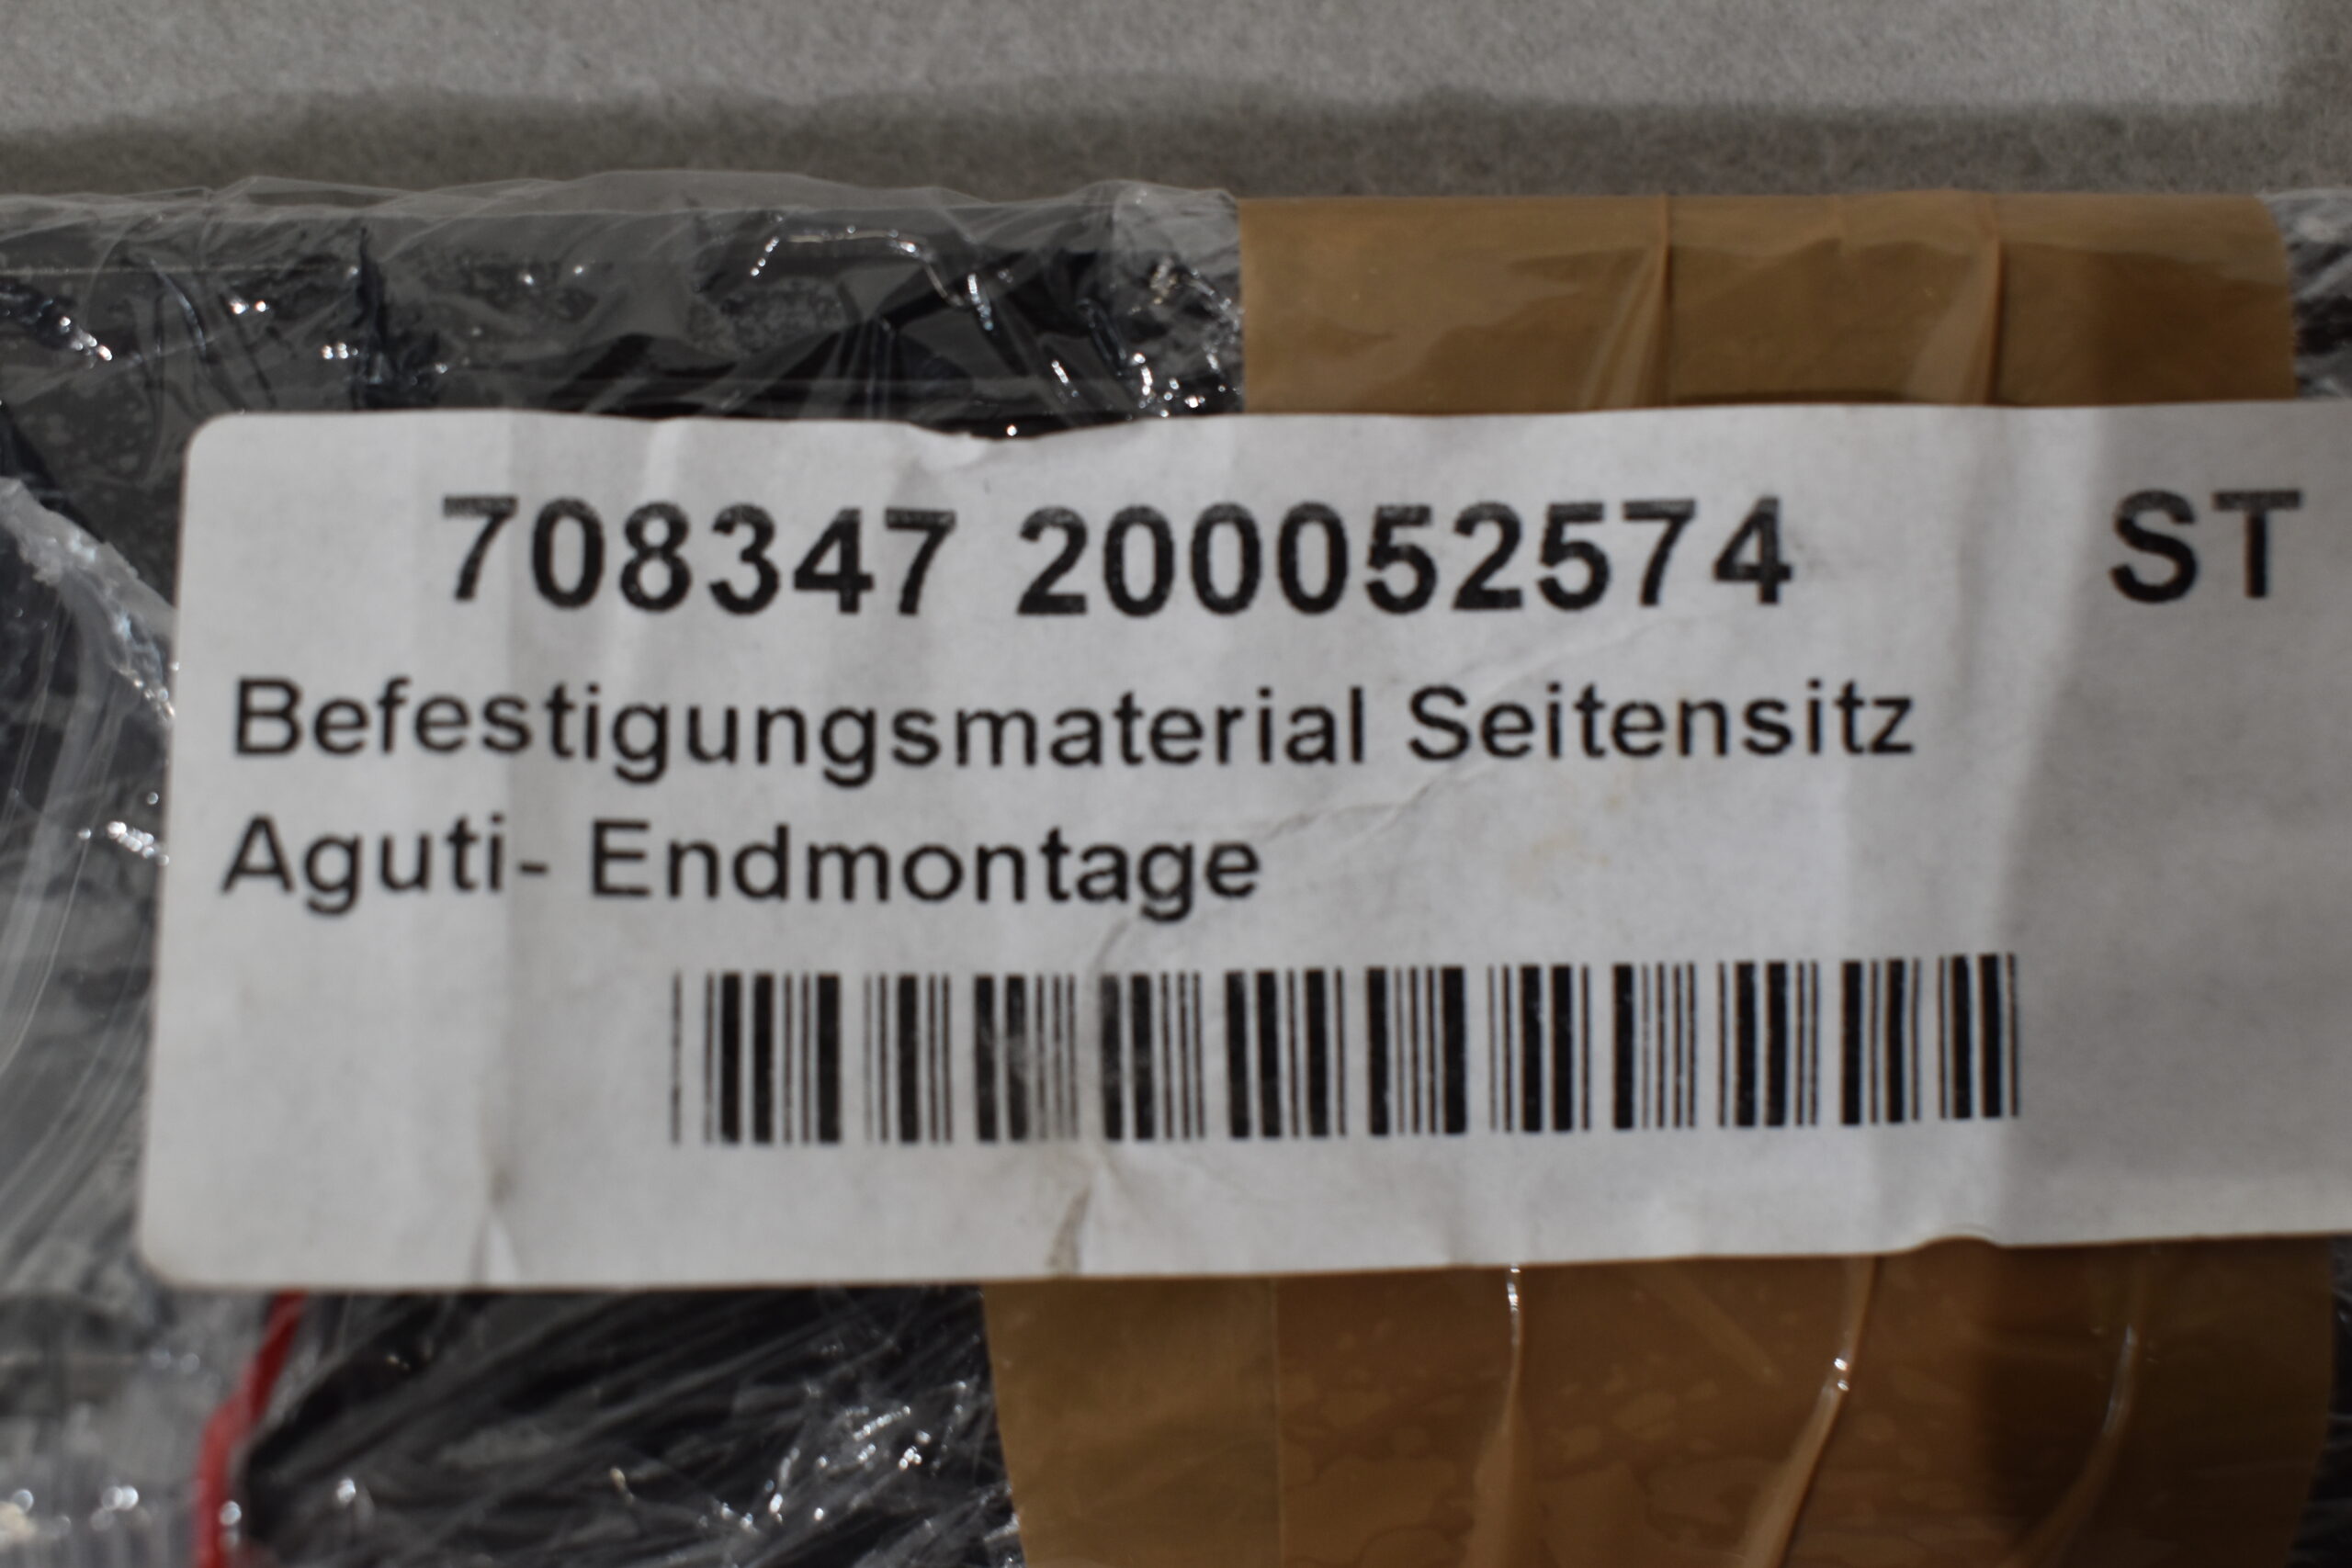 708347 200052574 ST
Befestigungsmaterial Seitensitz
Aguti- Endmontage